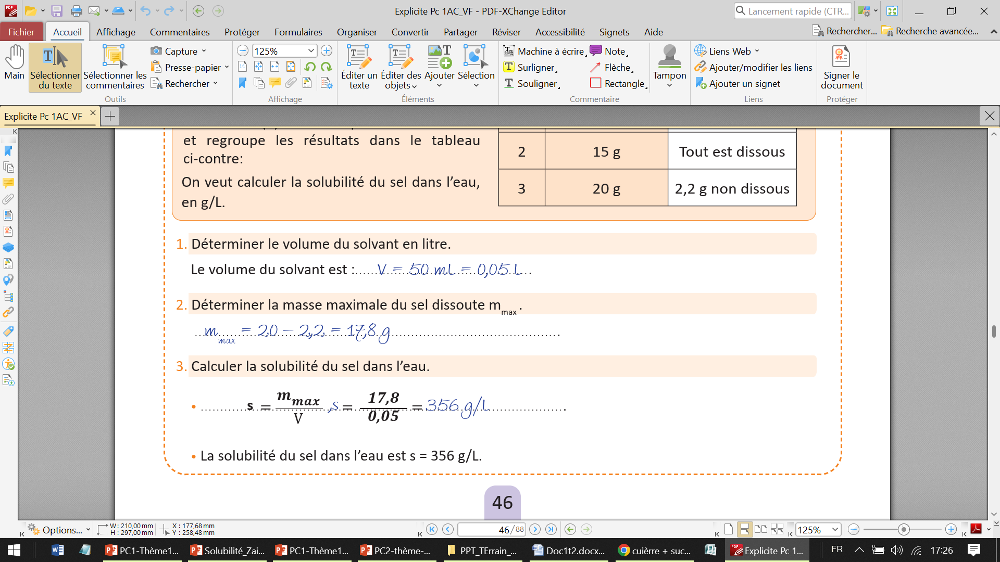 Explicite Pc 1AC_VF - PDF-XChange Editor
Lancement rapide (CTR...
Fichier Accueil Affichage Commentaires Protéger Formulaires Organiser Convertir Partager Réviser Accessibilité Signets Aide
Rechercher... Recherche avancée...
Main
Sélectionner du texte
Sélectionner les commentaires
Capture
Presse-papier
Rechercher
Outils
125%
Affichage
Éditer un texte
Éditer des objets
Ajouter
Sélection
Éléments
Machine à écrire
Surligner
Souligner
Note
Flèche
Rectangle
Tampon
Commentaire
Liens Web
Ajouter/modifier les liens
Ajouter un signet
Liens
Signer le document
Protéger
Explicite Pc 1AC_VF
et regroupe les résultats dans le tableau
ci-contre:
On veut calculer la solubilité du sel dans l'eau,
en g/L.
2 15 g Tout est dissous
3 20 g 2,2 g non dissous
1. Déterminer le volume du solvant en litre.
Le volume du solvant est :...... V = 50 mL = 0,05 L .
2. Déterminer la masse maximale du sel dissoute m max .
m max = 20 – 2,2 = 17,8 g .
3. Calculer la solubilité du sel dans l'eau.
• s = m max / V , s = 17,8 / 0,05 = 356 g/L .
• La solubilité du sel dans l'eau est s = 356 g/L.
46
Options...
W : 210,00 mm
H : 297,00 mm
X : 177,68 mm
Y : 258,48 mm
46 / 88
125%
PC1-Thème1... Solubilité_Zai... PC1-Thème1... PC2-thème-... PPT_TErrain_... Doc1t2.docx... cuièrre + suc... Explicite Pc 1...
FR 17:26